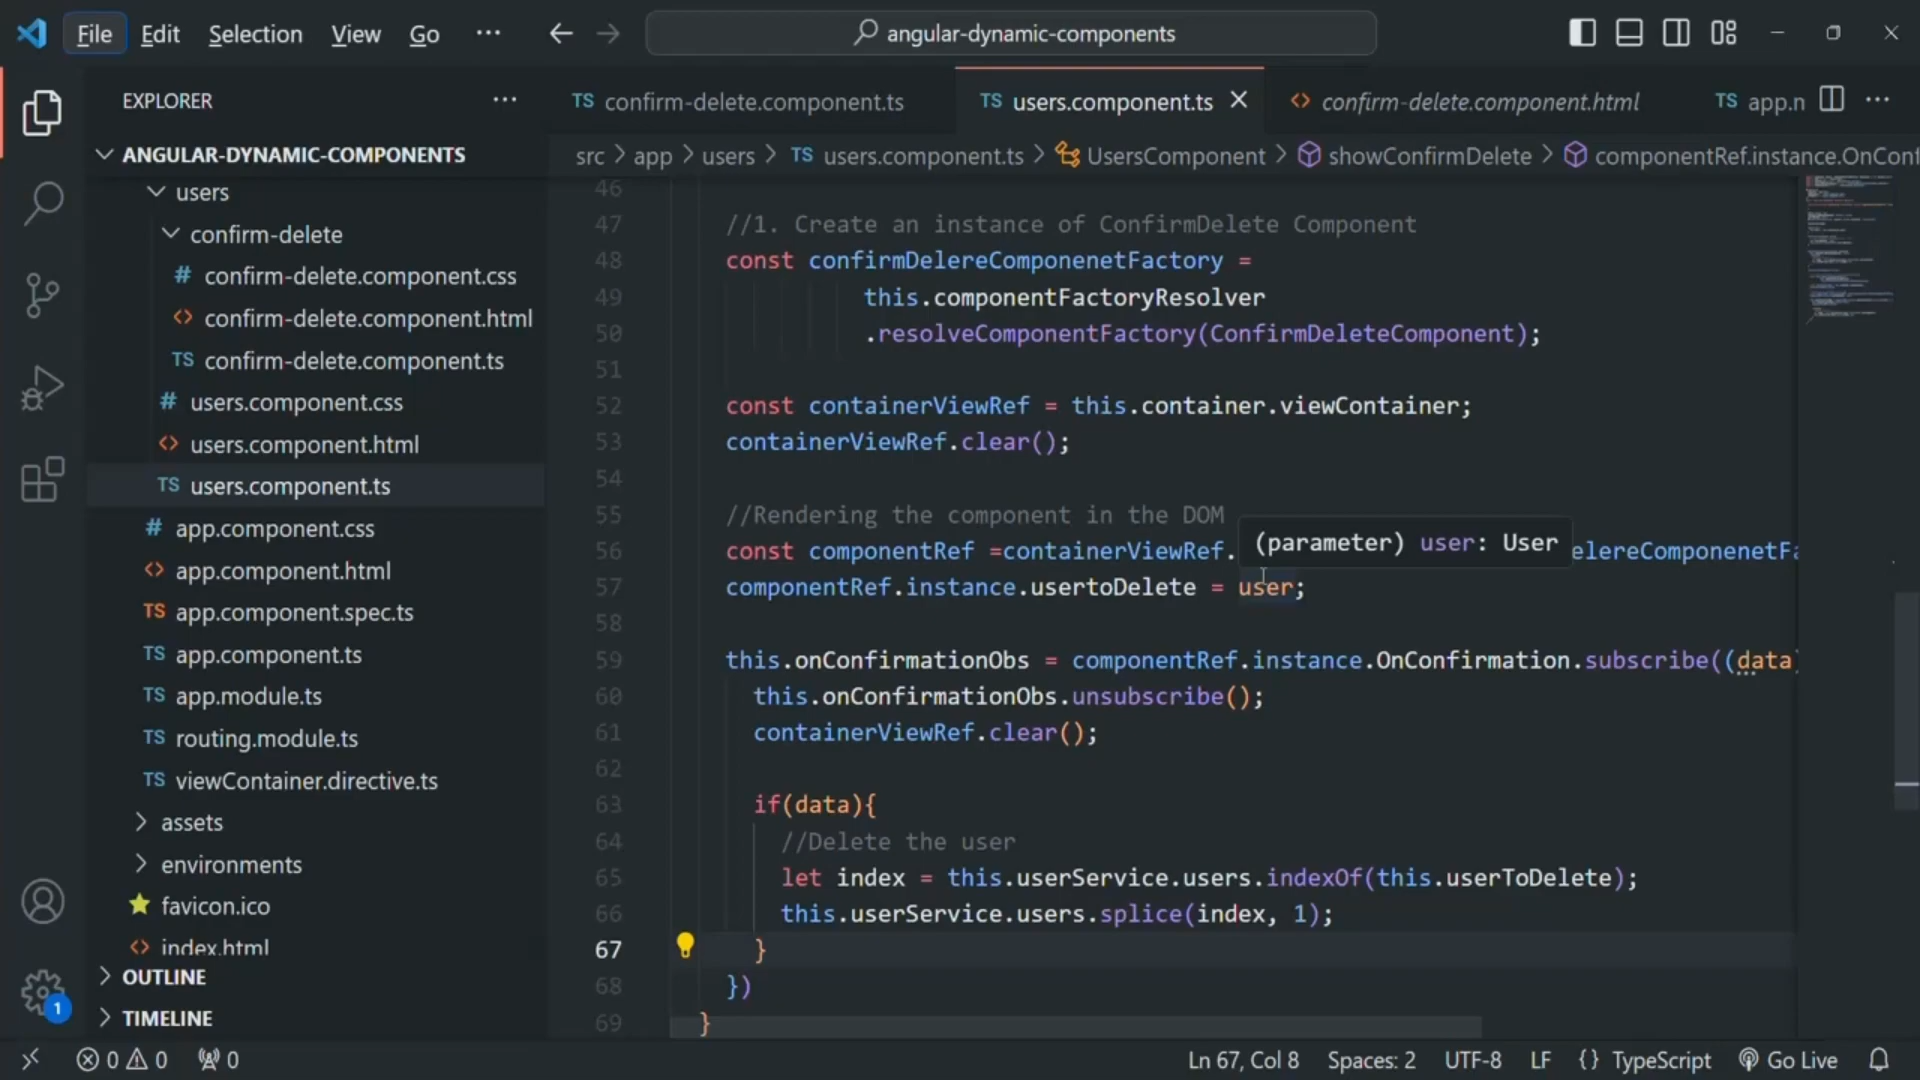 File Edit Selection View Go ··· angular-dynamic-components
EXPLORER ···
ANGULAR-DYNAMIC-COMPONENTS
users
confirm-delete
# confirm-delete.component.css
<> confirm-delete.component.html
TS confirm-delete.component.ts
# users.component.css
<> users.component.html
TS users.component.ts
# app.component.css
<> app.component.html
TS app.component.spec.ts
TS app.component.ts
TS app.module.ts
TS routing.module.ts
TS viewContainer.directive.ts
assets
environments
favicon.ico
<> index.html
OUTLINE
TIMELINE
1
TS confirm-delete.component.ts TS users.component.ts <> confirm-delete.component.html TS app.n ···
src > app > users > TS users.component.ts > UsersComponent > showConfirmDelete > componentRef.instance.OnConf
46
47 //1. Create an instance of ConfirmDelete Component
48 const confirmDelereComponenetFactory =
49 this.componentFactoryResolver
50 .resolveComponentFactory(ConfirmDeleteComponent);
51
52 const containerViewRef = this.container.viewContainer;
53 containerViewRef.clear();
54
55 //Rendering the component in the DOM
(parameter) user: User
56 const componentRef =containerViewRef. elereComponenetFa
57 componentRef.instance.usertoDelete = user;
58
59 this.onConfirmationObs = componentRef.instance.OnConfirmation.subscribe((data)
60 this.onConfirmationObs.unsubscribe();
61 containerViewRef.clear();
62
63 if(data){
64 //Delete the user
65 let index = this.userService.users.indexOf(this.userToDelete);
66 this.userService.users.splice(index, 1);
67 }
68 })
69 }
0 0 0 Ln 67, Col 8 Spaces: 2 UTF-8 LF {} TypeScript Go Live